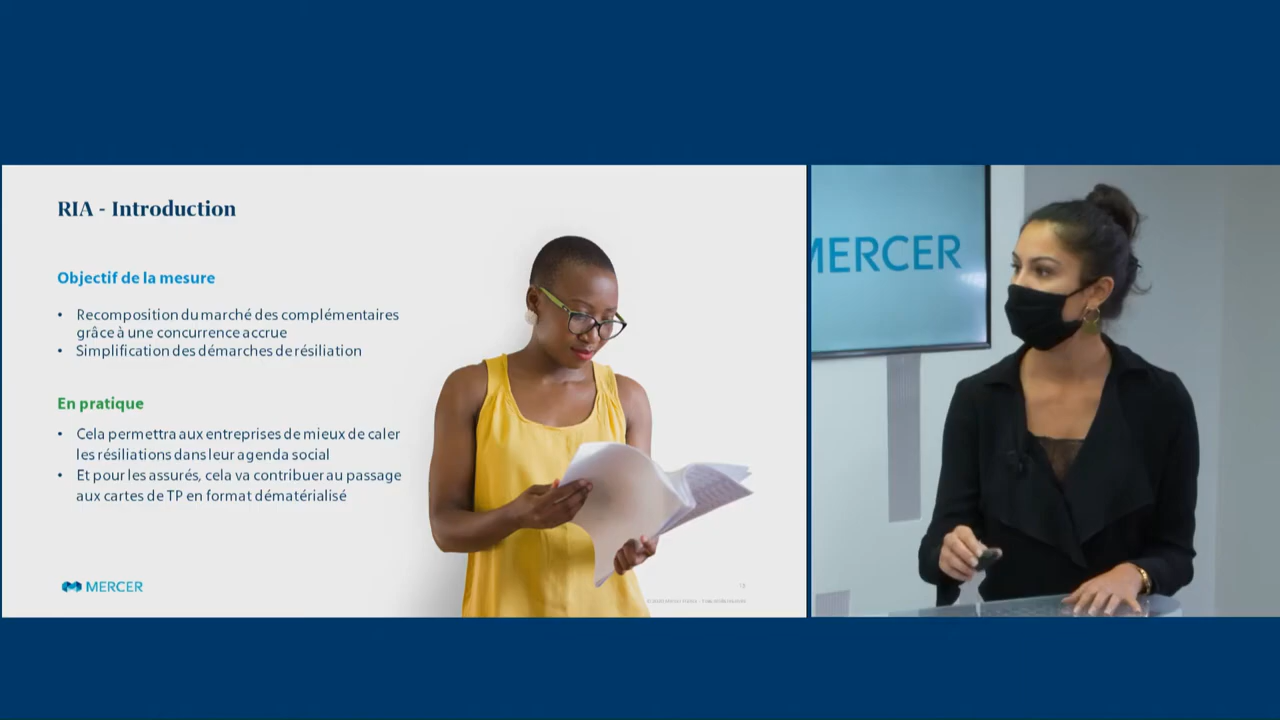 RIA - Introduction
Objectif de la mesure
• Recomposition du marché des complémentaires
grâce à une concurrence accrue
• Simplification des démarches de résiliation
En pratique
• Cela permettra aux entreprises de mieux de caler
les résiliations dans leur agenda social
• Et pour les assurés, cela va contribuer au passage
aux cartes de TP en format dématérialisé
MERCER
MERCER